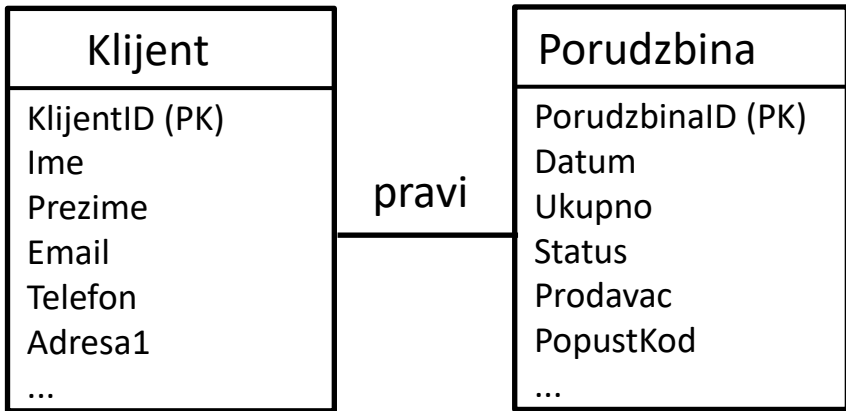 Klijent
KlijentID (PK)
Ime
Prezime
Email
Telefon
Adresa1
...
pravi
Porudzbina
PorudzbinaID (PK)
Datum
Ukupno
Status
Prodavac
PopustKod
...